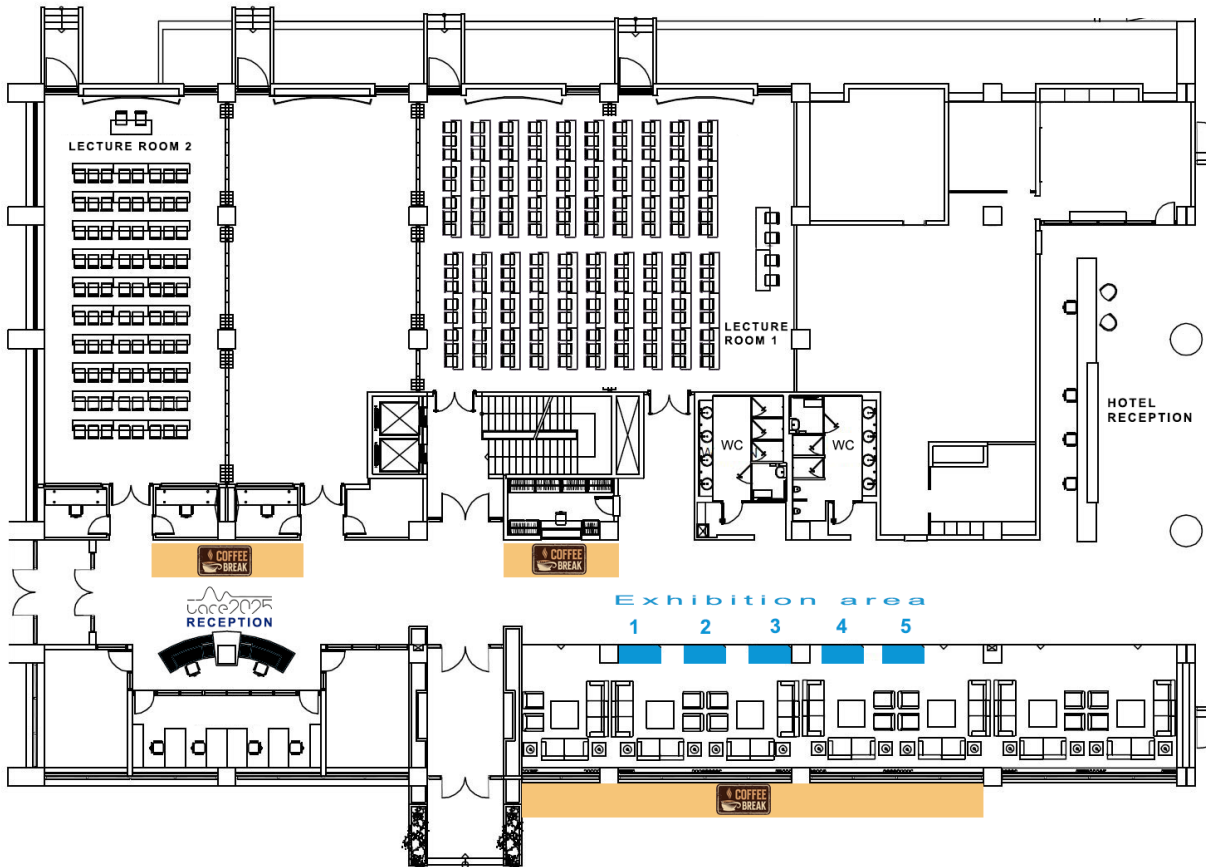 LECTURE ROOM 2
LECTURE
ROOM 1
HOTEL
RECEPTION
WC
WC
COFFEE
BREAK
COFFEE
BREAK
tace2025
RECEPTION
Exhibition area
1 2 3 4 5
COFFEE
BREAK